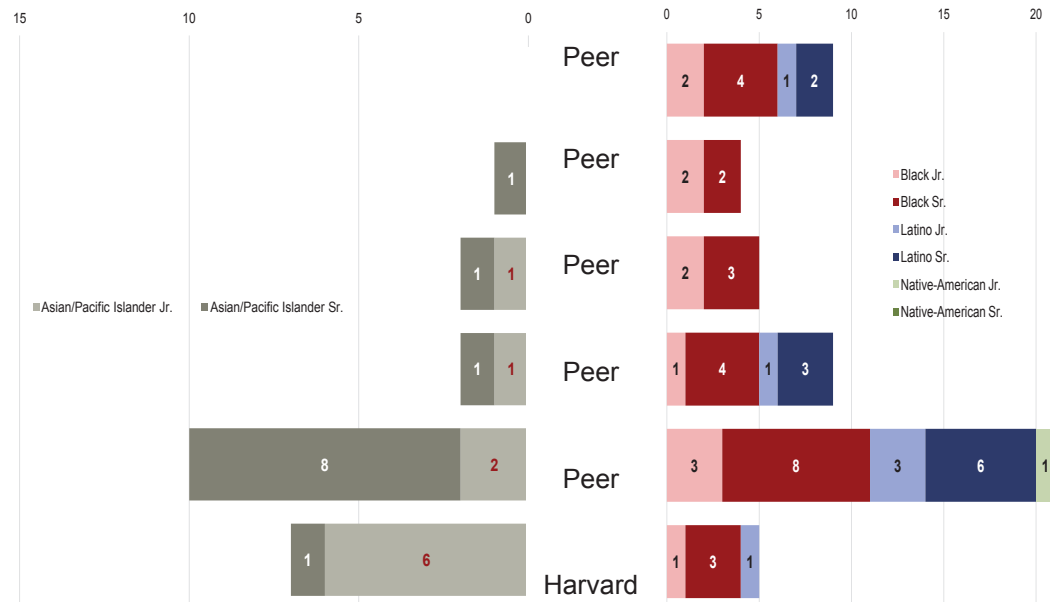 15 10 5 0 0 5 10 15 20
Peer 2 4 1 2
1 Peer 2 2
Black Jr.
Black Sr.
Latino Jr.
Latino Sr.
Native-American Jr.
Native-American Sr.
1 1 Peer 2 3
Asian/Pacific Islander Jr. Asian/Pacific Islander Sr.
1 1 Peer 1 4 1 3
8 2 Peer 3 8 3 6 1
1 6 Harvard 1 3 1